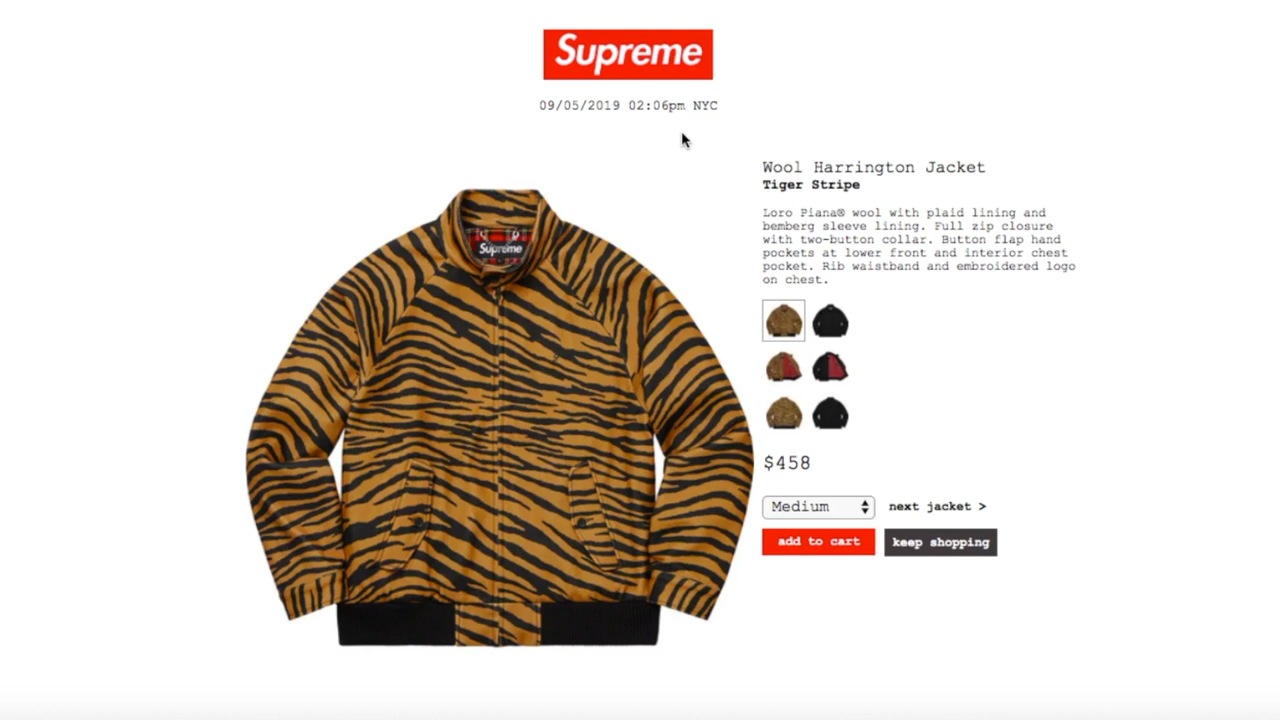 Supreme
09/05/2019 02:06pm NYC
Wool Harrington Jacket
Tiger Stripe
Loro Piana® wool with plaid lining and
bemberg sleeve lining. Full zip closure
with two-button collar. Button flap hand
pockets at lower front and interior chest
pocket. Rib waistband and embroidered logo
on chest.
Supreme
$458
Medium
next jacket >
add to cart
keep shopping